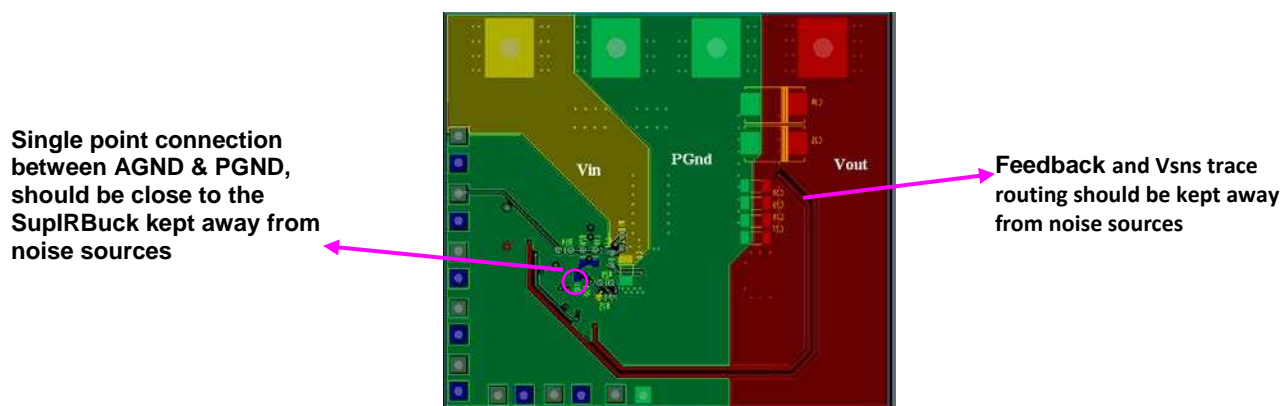 Single point connection
between AGND & PGND,
should be close to the
SupIRBuck kept away from
noise sources
Vin
PGnd
Vout
Feedback and Vsns trace
routing should be kept away
from noise sources